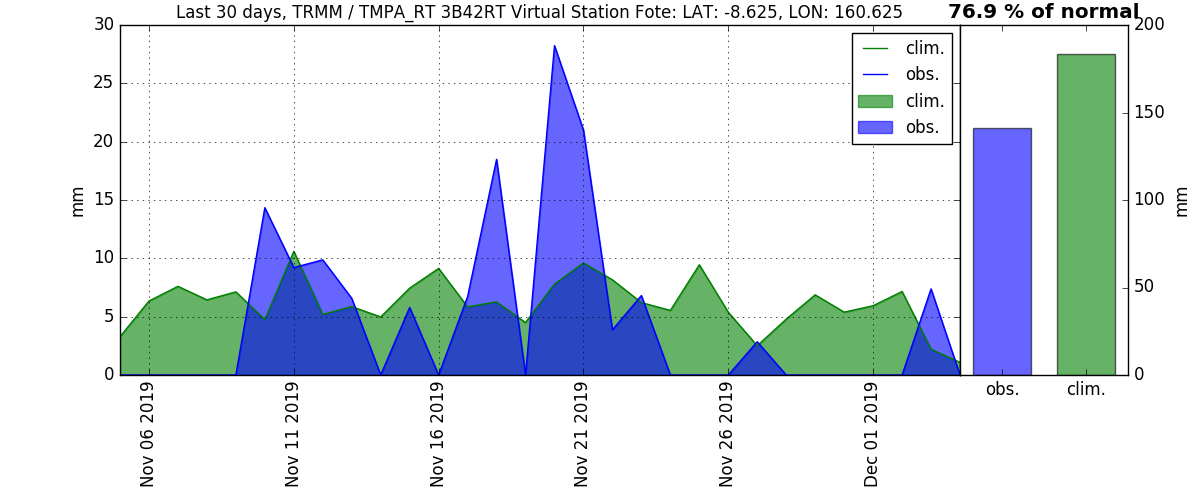 Last 30 days, TRMM / TMPA_RT 3B42RT Virtual Station Fote: LAT: -8.625, LON: 160.625
76.9 % of normal
30
25
20
15
10
5
0
mm
clim.
obs.
clim.
obs.
200
150
100
50
0
mm
obs.
clim.
Nov 06 2019
Nov 11 2019
Nov 16 2019
Nov 21 2019
Nov 26 2019
Dec 01 2019